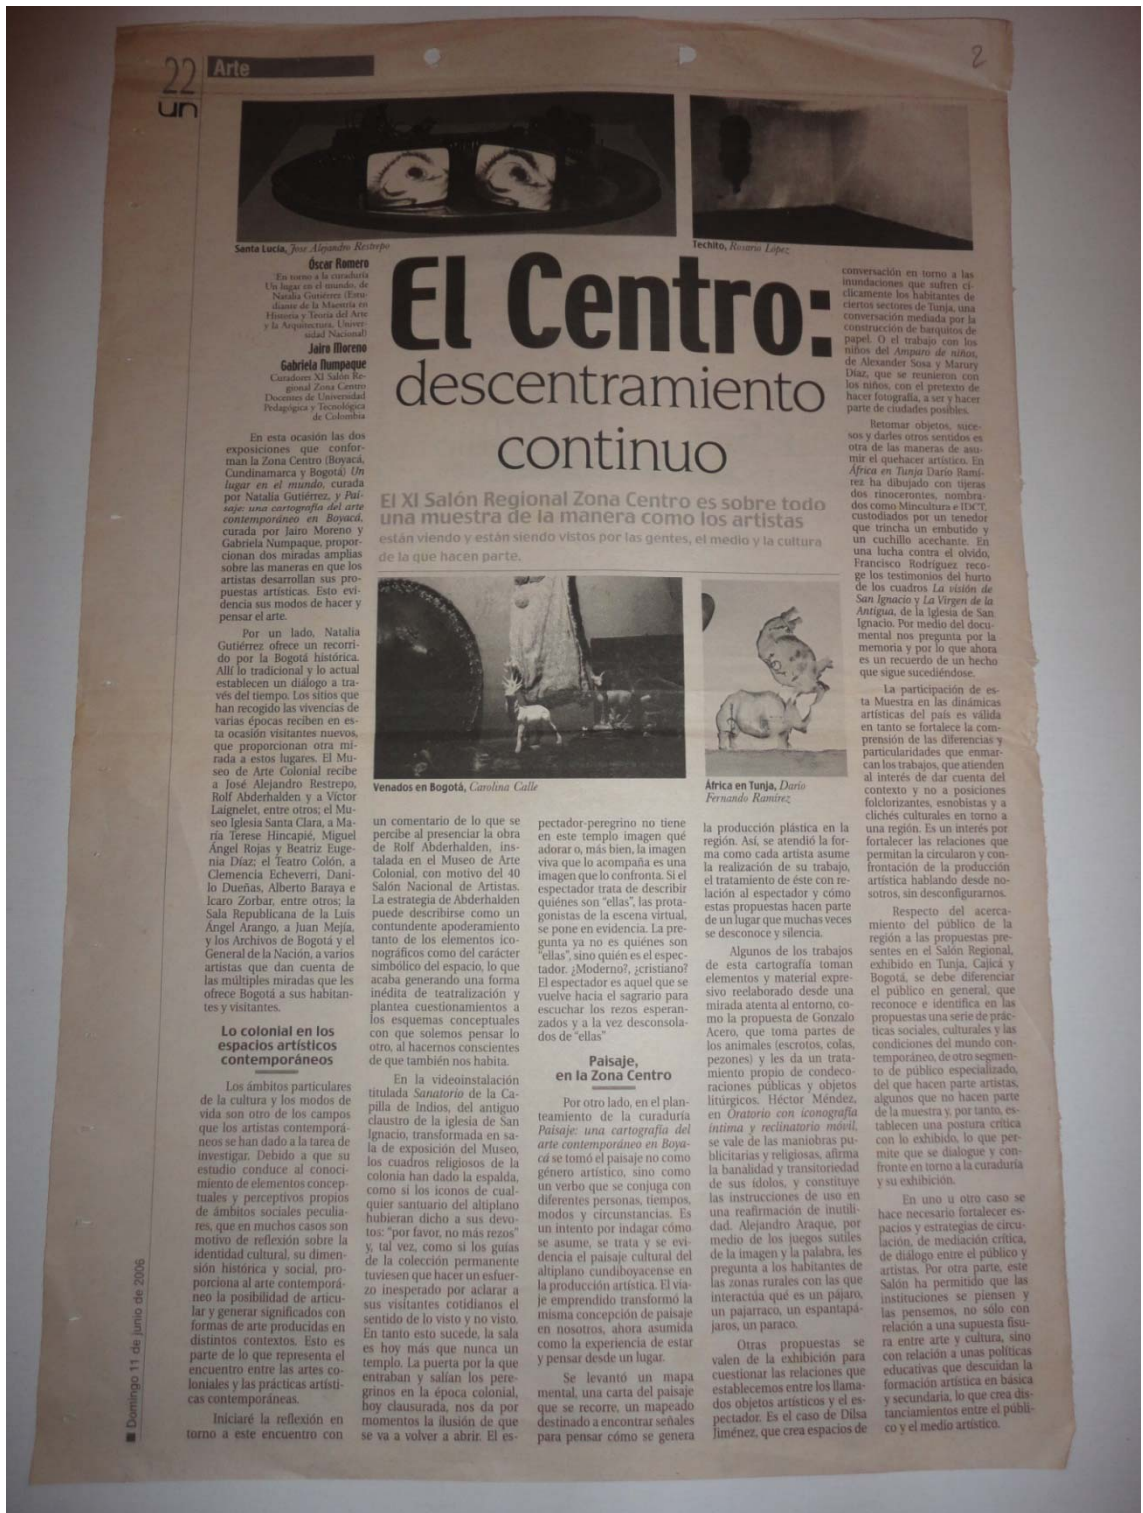 22
un
Arte
2
Santa Lucía, Jose Alejandro Restrepo
Techito, Rosario López
Óscar Romero
En torno a la curaduría
Un lugar en el mundo, de
Natalia Gutiérrez (Estu-
diante de la Maestría en
Historia y Teoría del Arte
y la Arquitectura, Univer-
sidad Nacional)
Jairo Moreno
Gabriela Numpaque
Curadores XI Salón Re-
gional Zona Centro
Docentes de Universidad
Pedagógica y Tecnológica
de Colombia
El Centro:
descentramiento
continuo
El XI Salón Regional Zona Centro es sobre todo
una muestra de la manera como los artistas
están viendo y están siendo vistos por las gentes, el medio y la cultura
de la que hacen parte.
En esta ocasión las dos
exposiciones que confor-
man la Zona Centro (Boyacá,
Cundinamarca y Bogotá) Un
lugar en el mundo, curada
por Natalia Gutiérrez, y Pai-
saje: una cartografía del arte
contemporáneo en Boyacá,
curada por Jairo Moreno y
Gabriela Numpaque, propor-
cionan dos miradas amplias
sobre las maneras en que los
artistas desarrollan sus pro-
puestas artísticas. Esto evi-
dencia sus modos de hacer y
pensar el arte.
Por un lado, Natalia
Gutiérrez ofrece un recorri-
do por la Bogotá histórica.
Allí lo tradicional y lo actual
establecen un diálogo a tra-
vés del tiempo. Los sitios que
han recogido las vivencias de
varias épocas reciben en es-
ta ocasión visitantes nuevos,
que proporcionan otra mi-
rada a estos lugares. El Mu-
seo de Arte Colonial recibe
a José Alejandro Restrepo,
Rolf Abderhalden y a Víctor
Laignelet, entre otros; el Mu-
seo Iglesia Santa Clara, a Ma-
ría Terese Hincapié, Miguel
Ángel Rojas y Beatriz Euge-
nia Díaz; el Teatro Colón, a
Clemencia Echeverri, Dani-
lo Dueñas, Alberto Baraya e
Icaro Zorbar, entre otros; la
Sala Republicana de la Luis
Ángel Arango, a Juan Mejía,
y los Archivos de Bogotá y el
General de la Nación, a varios
artistas que dan cuenta de
las múltiples miradas que les
ofrece Bogotá a sus habitan-
tes y visitantes.
Lo colonial en los
espacios artísticos
contemporáneos
Los ámbitos particulares
de la cultura y los modos de
vida son otro de los campos
que los artistas contemporá-
neos se han dado a la tarea de
investigar. Debido a que su
estudio conduce al conoci-
miento de elementos concep-
tuales y perceptivos propios
de ámbitos sociales peculia-
res, que en muchos casos son
motivo de reflexión sobre la
identidad cultural, su dimen-
sión histórica y social, pro-
porciona al arte contemporá-
neo la posibilidad de articu-
lar y generar significados con
formas de arte producidas en
distintos contextos. Esto es
parte de lo que representa el
encuentro entre las artes co-
loniales y las prácticas artísti-
cas contemporáneas.
Iniciaré la reflexión en
torno a este encuentro con
Venados en Bogotá, Carolina Calle
un comentario de lo que se
percibe al presenciar la obra
de Rolf Abderhalden, ins-
talada en el Museo de Arte
Colonial, con motivo del 40
Salón Nacional de Artistas.
La estrategia de Abderhalden
puede describirse como un
contundente apoderamiento
tanto de los elementos ico-
nográficos como del carácter
simbólico del espacio, lo que
acaba generando una forma
inédita de teatralización y
plantea cuestionamientos a
los esquemas conceptuales
con que solemos pensar lo
otro, al hacernos conscientes
de que también nos habita.
En la videoinstalación
titulada Sanatorio de la Ca-
pilla de Indios, del antiguo
claustro de la iglesia de San
Ignacio, transformada en sa-
la de exposición del Museo,
los cuadros religiosos de la
colonia han dado la espalda,
como si los iconos de cual-
quier santuario del altiplano
hubieran dicho a sus devo-
tos: "por favor, no más rezos"
y, tal vez, como si los guías
de la colección permanente
tuviesen que hacer un esfuer-
zo inesperado por aclarar a
sus visitantes cotidianos el
sentido de lo visto y no visto.
En tanto esto sucede, la sala
es hoy más que nunca un
templo. La puerta por la que
entraban y salían los pere-
grinos en la época colonial,
hoy clausurada, nos da por
momentos la ilusión de que
se va a volver a abrir. El es-
pectador-peregrino no tiene
en este templo imagen qué
adorar o, más bien, la imagen
viva que lo acompaña es una
imagen que lo confronta. Si el
espectador trata de describir
quiénes son "ellas", las prota-
gonistas de la escena virtual,
se pone en evidencia. La pre-
gunta ya no es quiénes son
"ellas", sino quién es el espec-
tador. ¿Moderno?, ¿cristiano?
El espectador es aquel que se
vuelve hacia el sagrario para
escuchar los rezos esperan-
zados y a la vez desconsola-
dos de "ellas"
Paisaje,
en la Zona Centro
Por otro lado, en el plan-
teamiento de la curaduría
Paisaje: una cartografía del
arte contemporáneo en Boya-
cá se tomó el paisaje no como
género artístico, sino como
un verbo que se conjuga con
diferentes personas, tiempos,
modos y circunstancias. Es
un intento por indagar cómo
se asume, se trata y se evi-
dencia el paisaje cultural del
altiplano cundiboyacense en
la producción artística. El via-
je emprendido transformó la
misma concepción de paisaje
en nosotros, ahora asumida
como la experiencia de estar
y pensar desde un lugar.
Se levantó un mapa
mental, una carta del paisaje
que se recorre, un mapeado
destinado a encontrar señales
para pensar cómo se genera
África en Tunja, Darío
Fernando Ramírez
la producción plástica en la
región. Así, se atendió la for-
ma como cada artista asume
la realización de su trabajo,
el tratamiento de éste con re-
lación al espectador y cómo
estas propuestas hacen parte
de un lugar que muchas veces
se desconoce y silencia.
Algunos de los trabajos
de esta cartografía toman
elementos y material expre-
sivo reelaborado desde una
mirada atenta al entorno, co-
mo la propuesta de Gonzalo
Acero, que toma partes de
los animales (escrotos, colas,
pezones) y les da un trata-
miento propio de condeco-
raciones públicas y objetos
litúrgicos. Héctor Méndez,
en Oratorio con iconografía
íntima y reclinatorio móvil,
se vale de las maniobras pu-
blicitarias y religiosas, afirma
la banalidad y transitoriedad
de sus ídolos, y constituye
las instrucciones de uso en
una reafirmación de inutili-
dad. Alejandro Araque, por
medio de los juegos sutiles
de la imagen y la palabra, les
pregunta a los habitantes de
las zonas rurales con las que
interactúa qué es un pájaro,
un pajarraco, un espantapá-
jaros, un paraco.
Otras propuestas se
valen de la exhibición para
cuestionar las relaciones que
establecemos entre los llama-
dos objetos artísticos y el es-
pectador. Es el caso de Dilsa
Jiménez, que crea espacios de
conversación en torno a las
inundaciones que sufren cí-
clicamente los habitantes de
ciertos sectores de Tunja, una
conversación mediada por la
construcción de barquitos de
papel. O el trabajo con los
niños del Amparo de niños,
de Alexander Sosa y Marory
Díaz, que se reunieron con
los niños, con el pretexto de
hacer fotografía, a ser y hacer
parte de ciudades posibles.
Retomar objetos, suce-
sos y darles otros sentidos es
otra de las maneras de asu-
mir el quehacer artístico. En
África en Tunja Darío Ramí-
rez ha dibujado con tijeras
dos rinocerontes, nombra-
dos como Mincultura e IDCT,
custodiados por un tenedor
que trincha un embutido y
un cuchillo acechante. En
una lucha contra el olvido,
Francisco Rodríguez reco-
ge los testimonios del hurto
de los cuadros La visión de
San Ignacio y La Virgen de la
Antigua, de la iglesia de San
Ignacio. Por medio del docu-
mental nos pregunta por la
memoria y por lo que ahora
es un recuerdo de un hecho
que sigue sucediéndose.
La participación de es-
ta Muestra en las dinámicas
artísticas del país es válida
en tanto se fortalece la com-
prensión de las diferencias y
particularidades que enmar-
can los trabajos, que atienden
al interés de dar cuenta del
contexto y no a posiciones
folclorizantes, esnobistas y a
clichés culturales en torno a
una región. Es un interés por
fortalecer las relaciones que
permitan la circularon y con-
frontación de la producción
artística hablando desde no-
sotros, sin desconfigurarnos.
Respecto del acerca-
miento del público de la
región a las propuestas pre-
sentes en el Salón Regional,
exhibido en Tunja, Cajicá y
Bogotá, se debe diferenciar
el público en general, que
reconoce e identifica en las
propuestas una serie de prác-
ticas sociales, culturales y las
condiciones del mundo con-
temporáneo, de otro segmen-
to de público especializado,
del que hacen parte artistas,
algunos que no hacen parte
de la muestra y, por tanto, es-
tablecen una postura crítica
con lo exhibido, lo que per-
mite que se dialogue y con-
fronte en torno a la curaduría
y su exhibición.
En uno u otro caso se
hace necesario fortalecer es-
pacios y estrategias de circu-
lación, de mediación crítica,
de diálogo entre el público y
artistas. Por otra parte, este
Salón ha permitido que las
instituciones se piensen y
las pensemos, no sólo con
relación a una supuesta fisu-
ra entre arte y cultura, sino
con relación a unas políticas
educativas que descuidan la
formación artística en básica
y secundaria, lo que crea dis-
tanciamientos entre el públi-
co y el medio artístico.
Domingo 11 de junio de 2006